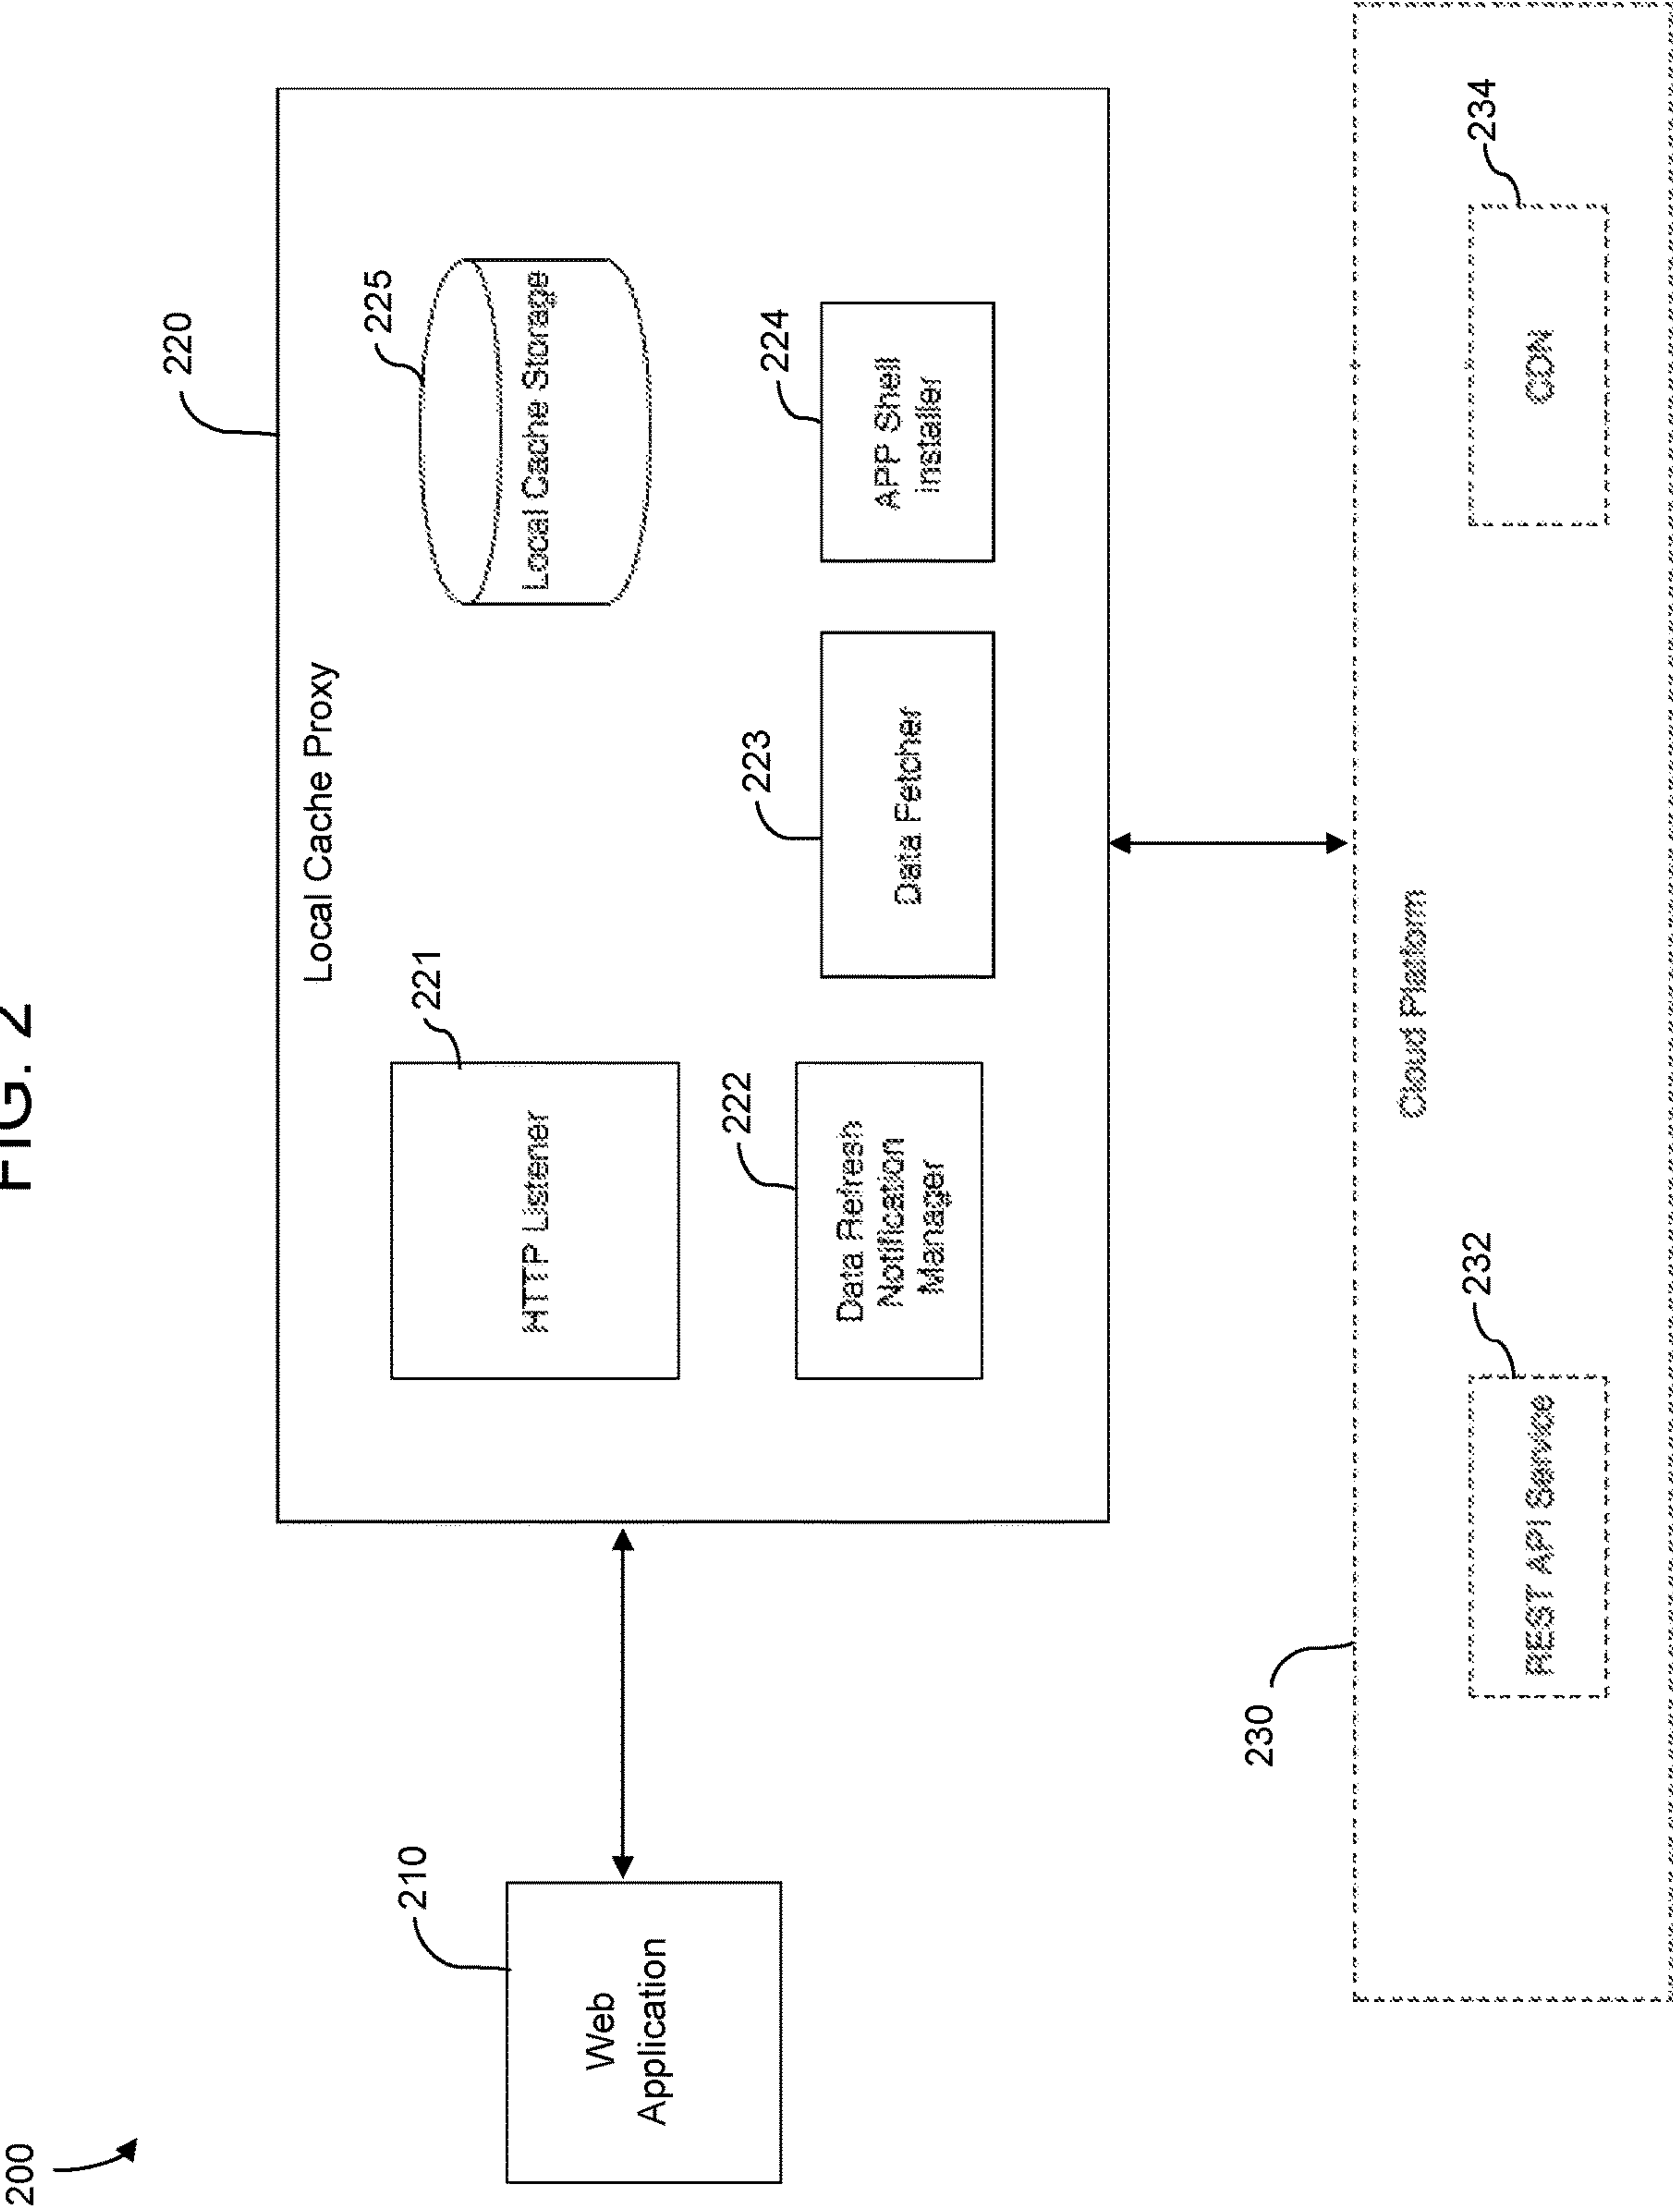 FIG. 2
200
220
Local Cache Proxy
221
HTTP Listener
225
Local Cache Storage
210
Web
Application
222
Data Refresh
Notification
Manager
223
Data Fetcher
224
APP Shell
Installer
230
Cloud Platform
232
REST API Service
234
CDN